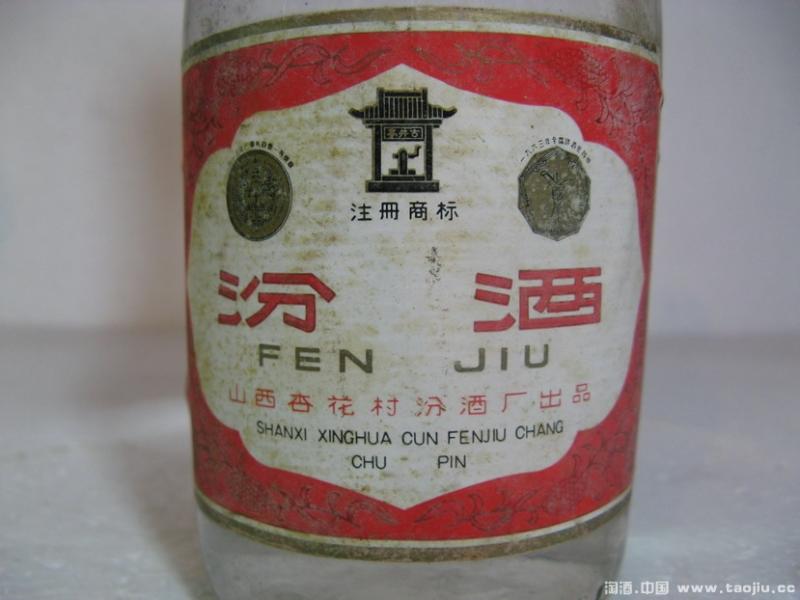 古井亭
注册商标
汾酒
FEN JIU
山西杏花村汾酒厂出品
SHANXI XINGHUA CUN FENJIU CHANG
CHU PIN
淘酒.中国 www.taojiu.cc